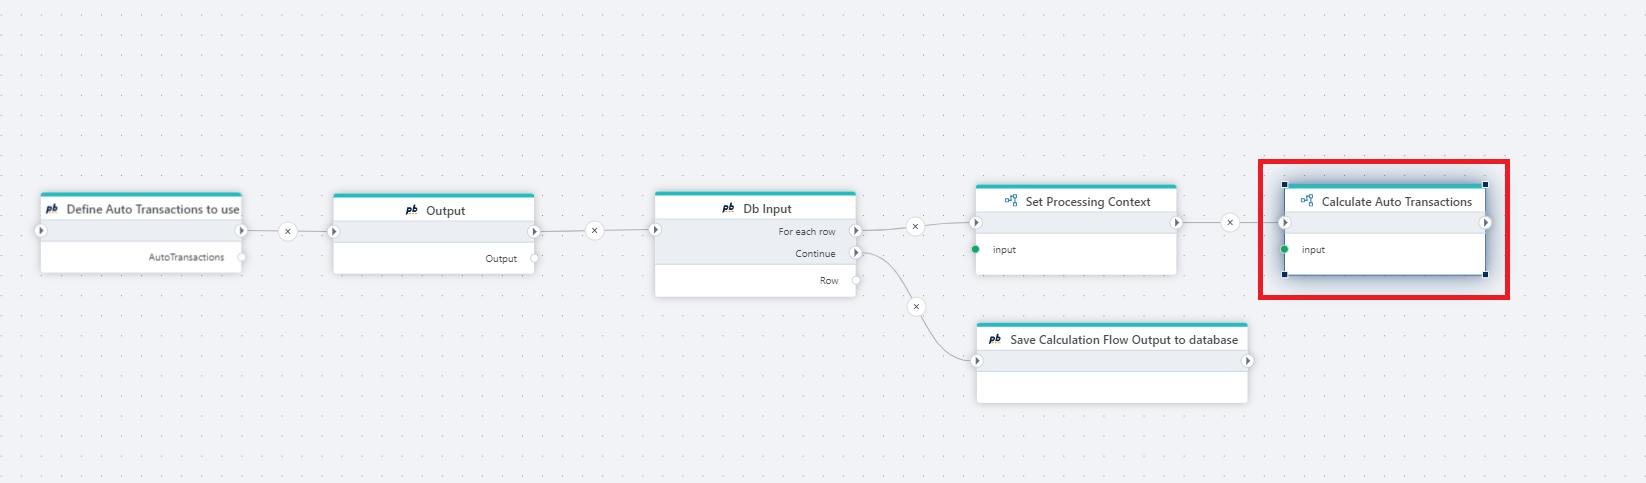 pb Define Auto Transactions to use
AutoTransactions
pb Output
Output
pb Db Input
For each row
Continue
Row
Set Processing Context
input
Calculate Auto Transactions
input
pb Save Calculation Flow Output to database